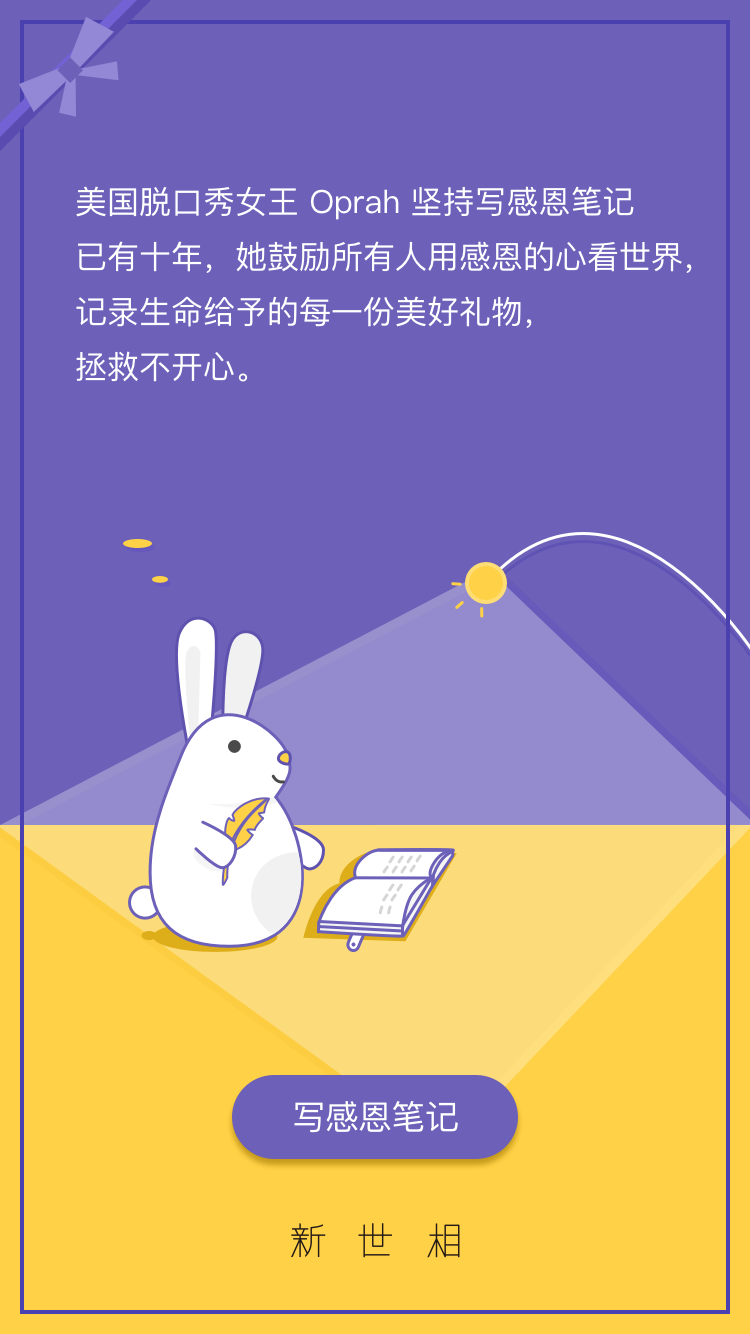 美国脱口秀女王 Oprah 坚持写感恩笔记
已有十年，她鼓励所有人用感恩的心看世界，
记录生命给予的每一份美好礼物，
拯救不开心。
写感恩笔记
新世相